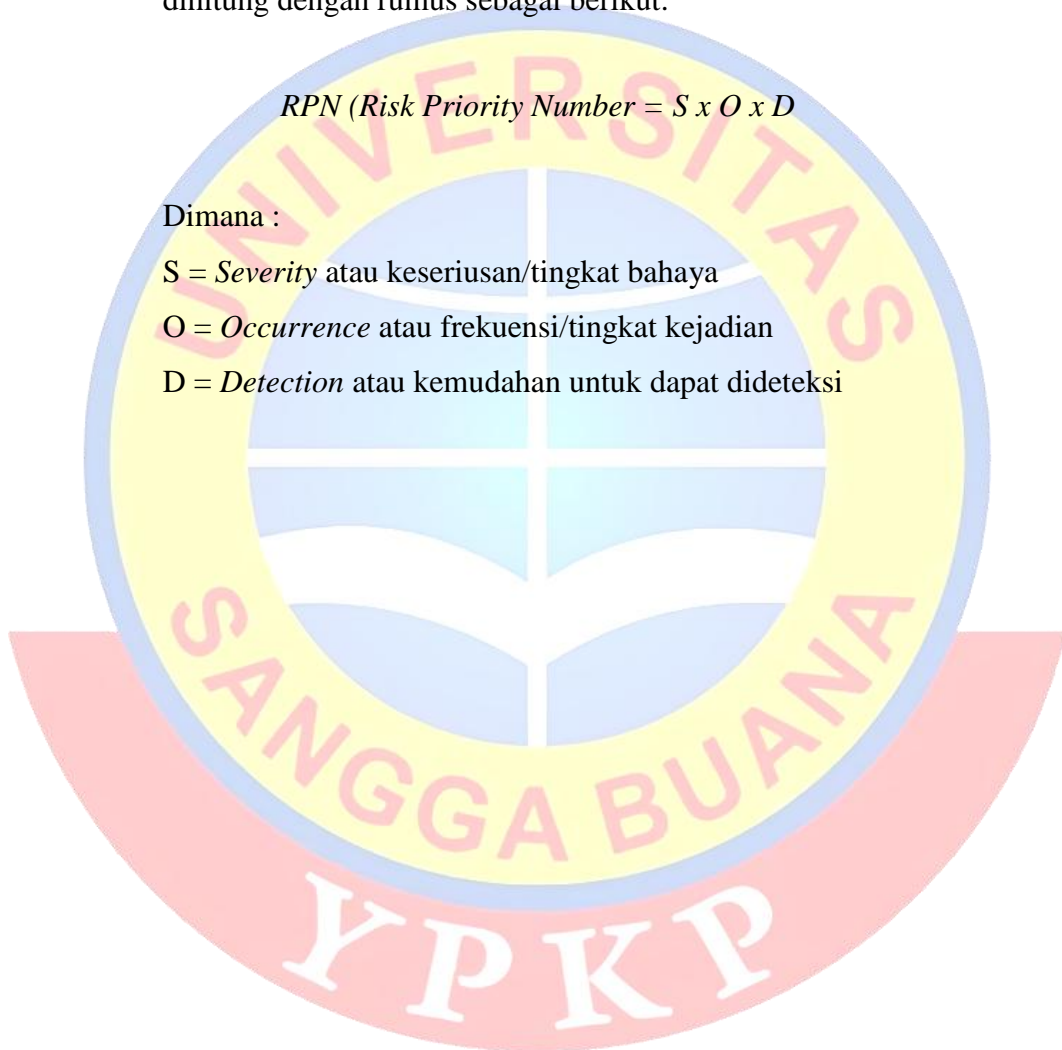 dihitung dengan rumus sebagai berikut:
RPN (Risk Priority Number = S x O x D
Dimana :
S = Severity atau keseriusan/tingkat bahaya
O = Occurrence atau frekuensi/tingkat kejadian
D = Detection atau kemudahan untuk dapat dideteksi
UNIVERSITAS
SANGGA BUANA
YPKP